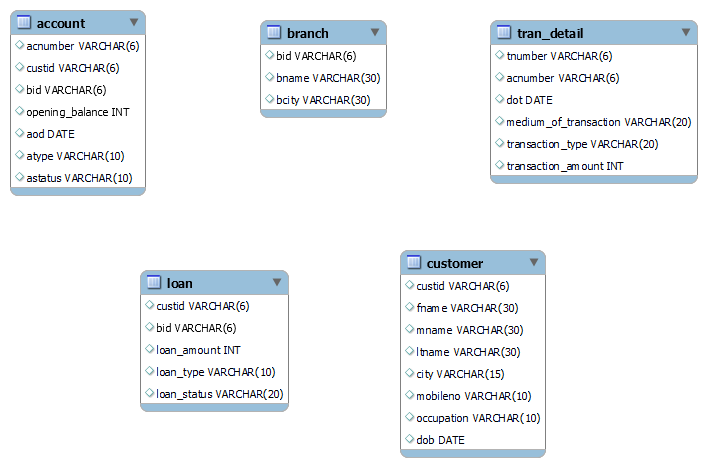 account
acnumber VARCHAR(6)
custid VARCHAR(6)
bid VARCHAR(6)
opening_balance INT
aod DATE
atype VARCHAR(10)
astatus VARCHAR(10)
branch
bid VARCHAR(6)
bname VARCHAR(30)
bcity VARCHAR(30)
tran_detail
tnumber VARCHAR(6)
acnumber VARCHAR(6)
dot DATE
medium_of_transaction VARCHAR(20)
transaction_type VARCHAR(20)
transaction_amount INT
loan
custid VARCHAR(6)
bid VARCHAR(6)
loan_amount INT
loan_type VARCHAR(10)
loan_status VARCHAR(20)
customer
custid VARCHAR(6)
fname VARCHAR(30)
mname VARCHAR(30)
ltname VARCHAR(30)
city VARCHAR(15)
mobileno VARCHAR(10)
occupation VARCHAR(10)
dob DATE